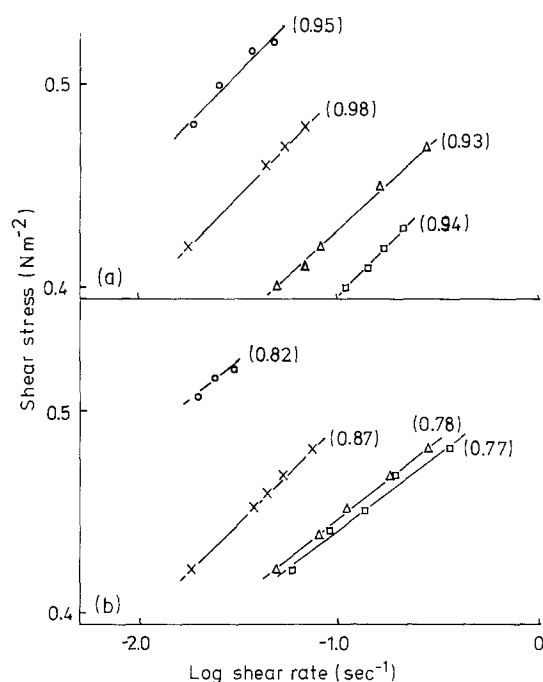 (0.95)
0.5
(0.98)
(0.93)
(0.94)
(a)
0.4
Shear stress (Nm⁻²)
(0.82)
0.5
(0.78)
(0.87)
(0.77)
(b)
0.4
-2.0 -1.0 0
Log shear rate (sec⁻¹)